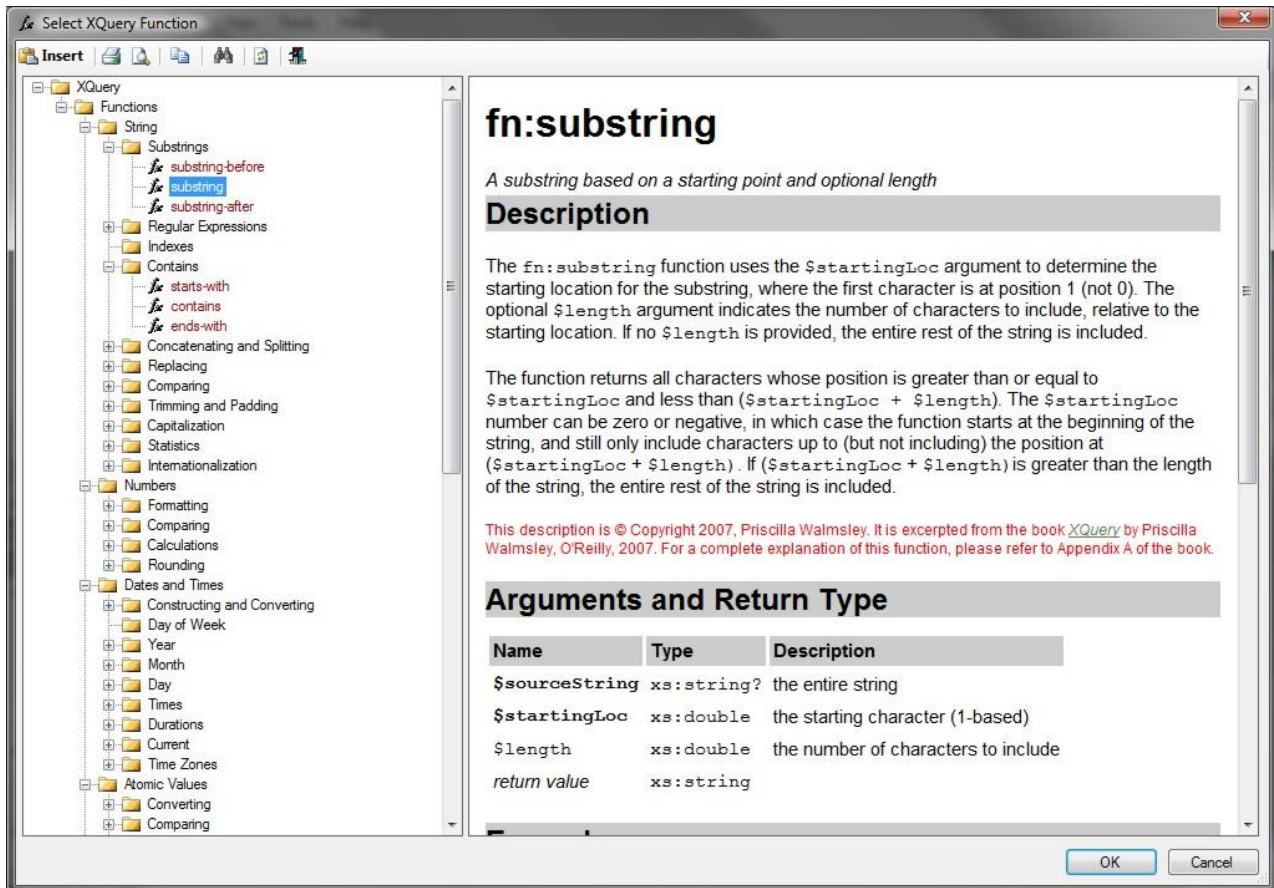 Select XQuery Function
Insert
XQuery
Functions
String
Substrings
substring-before
substring
substring-after
Regular Expressions
Indexes
Contains
starts-with
contains
ends-with
Concatenating and Splitting
Replacing
Comparing
Trimming and Padding
Capitalization
Statistics
Internationalization
Numbers
Formatting
Comparing
Calculations
Rounding
Dates and Times
Constructing and Converting
Day of Week
Year
Month
Day
Times
Durations
Current
Time Zones
Atomic Values
Converting
Comparing
fn:substring
A substring based on a starting point and optional length
Description
The fn:substring function uses the $startingLoc argument to determine the
starting location for the substring, where the first character is at position 1 (not 0). The
optional $length argument indicates the number of characters to include, relative to the
starting location. If no $length is provided, the entire rest of the string is included.
The function returns all characters whose position is greater than or equal to
$startingLoc and less than ($startingLoc + $length). The $startingLoc
number can be zero or negative, in which case the function starts at the beginning of the
string, and still only include characters up to (but not including) the position at
($startingLoc + $length). If ($startingLoc + $length) is greater than the length
of the string, the entire rest of the string is included.
This description is © Copyright 2007, Priscilla Walmsley. It is excerpted from the book XQuery by Priscilla
Walmsley, O'Reilly, 2007. For a complete explanation of this function, please refer to Appendix A of the book.
Arguments and Return Type
Name Type Description
$sourceString xs:string? the entire string
$startingLoc xs:double the starting character (1-based)
$length xs:double the number of characters to include
return value xs:string
OK Cancel